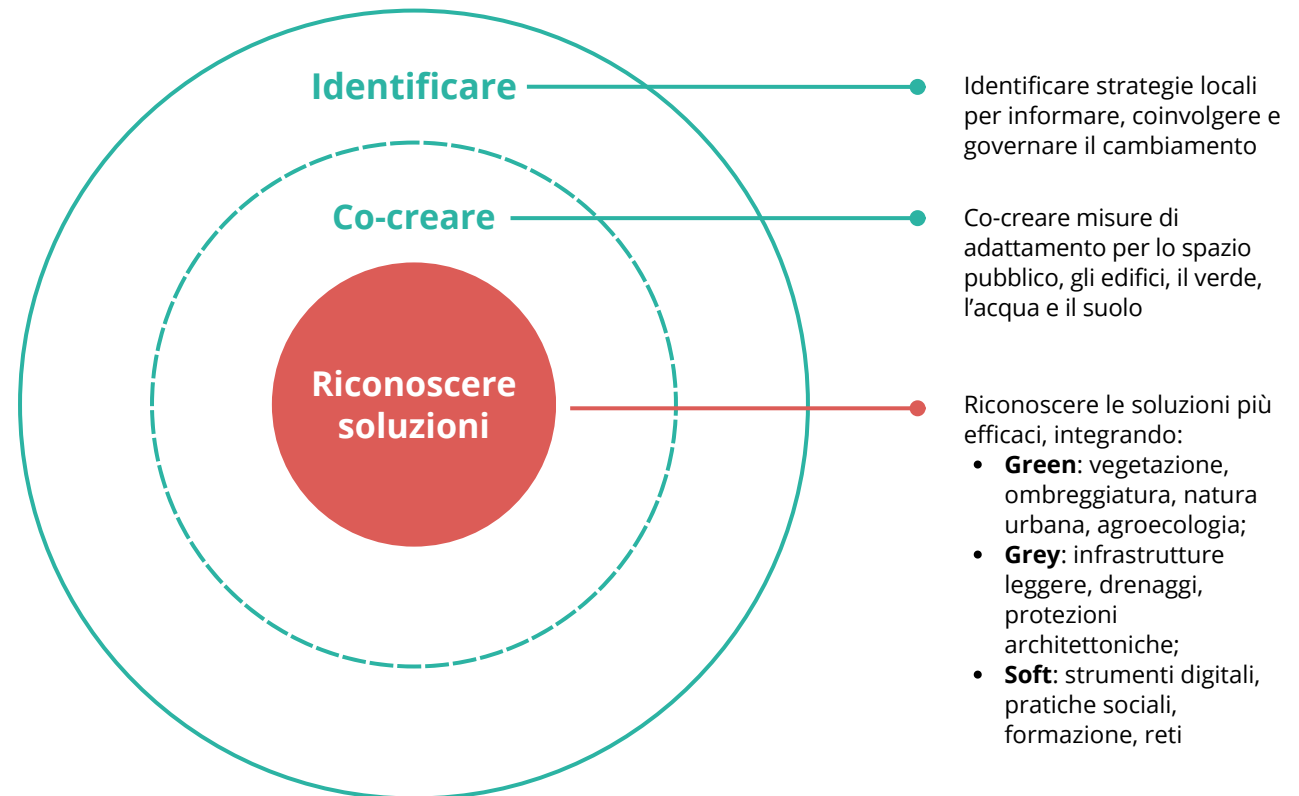 Identificare
Identificare strategie locali
per informare, coinvolgere e
governare il cambiamento
Co-creare
Co-creare misure di
adattamento per lo spazio
pubblico, gli edifici, il verde,
l’acqua e il suolo
Riconoscere
soluzioni
Riconoscere le soluzioni più
efficaci, integrando:
• Green: vegetazione,
ombreggiatura, natura
urbana, agroecologia;
• Grey: infrastrutture
leggere, drenaggi,
protezioni
architettoniche;
• Soft: strumenti digitali,
pratiche sociali,
formazione, reti